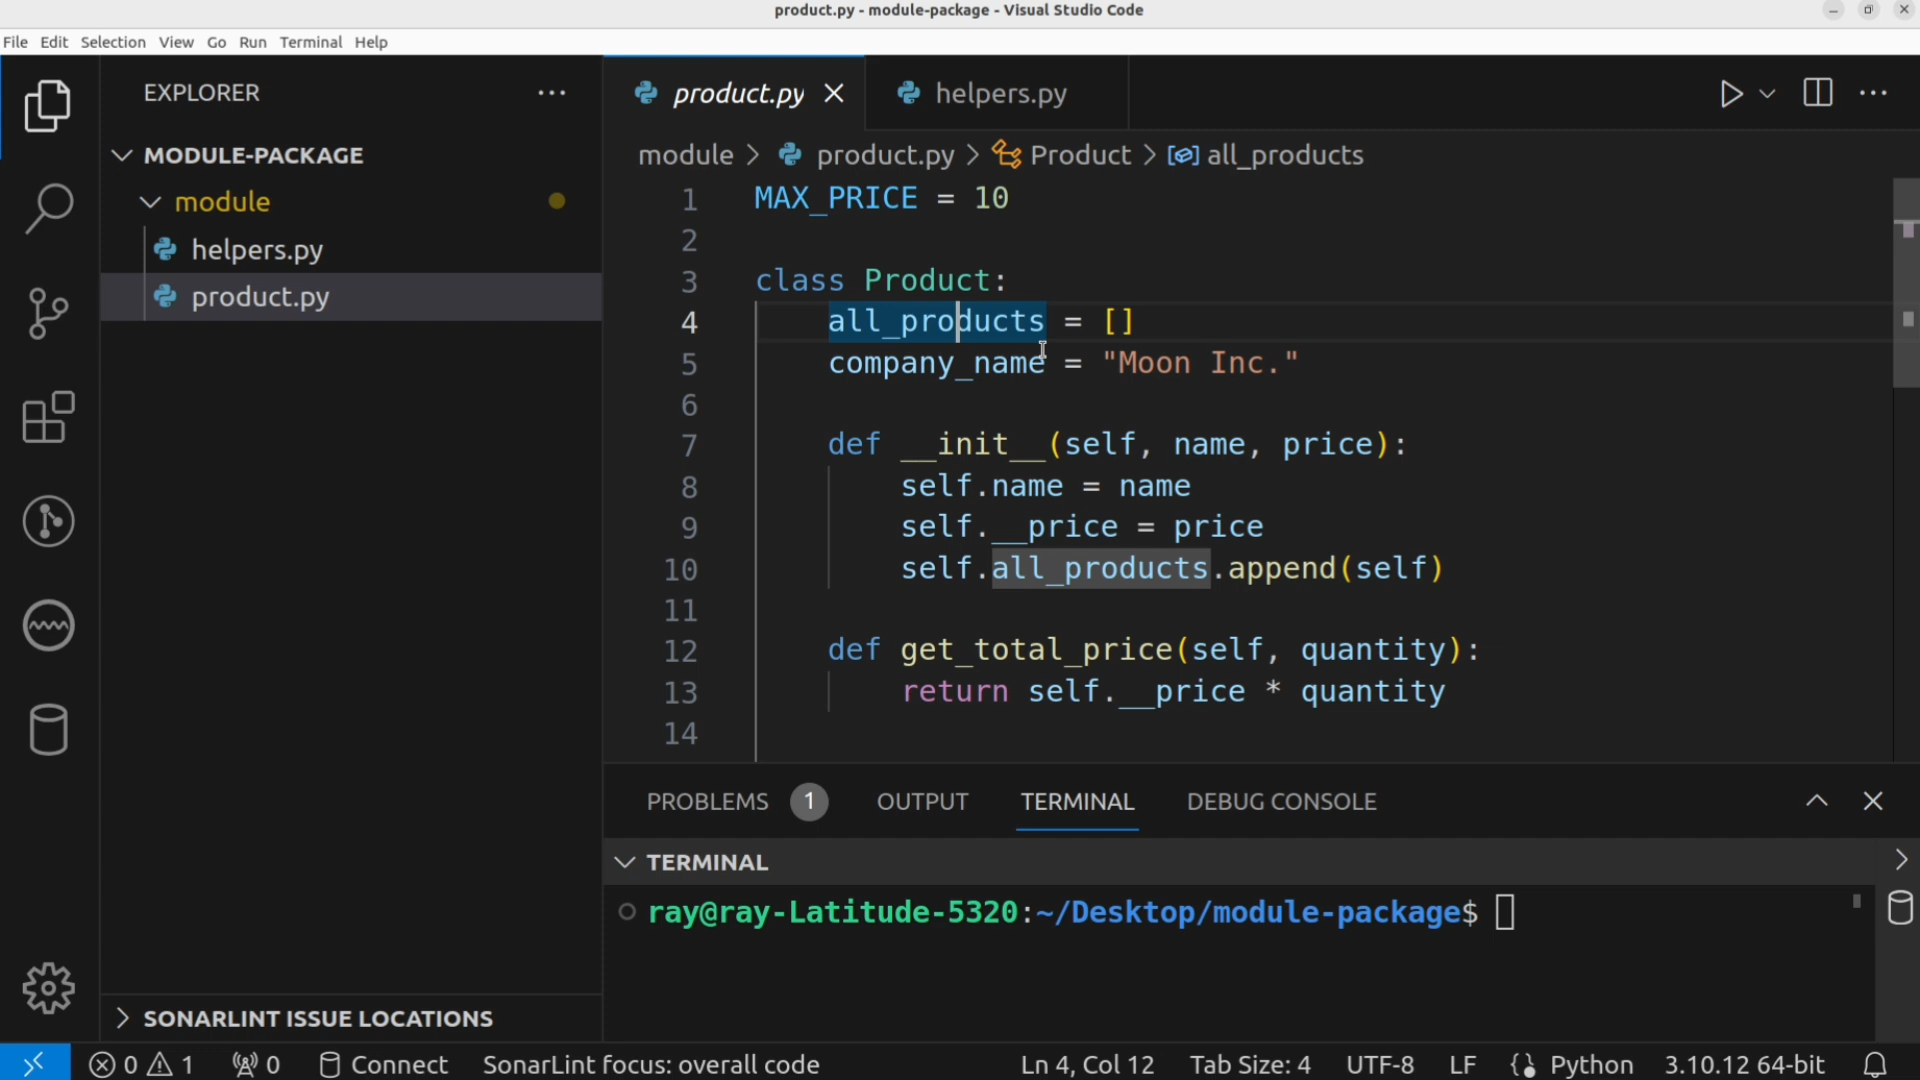 product.py - module-package - Visual Studio Code
File Edit Selection View Go Run Terminal Help
EXPLORER
MODULE-PACKAGE
module
helpers.py
product.py
SONARLINT ISSUE LOCATIONS
product.py helpers.py
module > product.py > Product > all_products
1 MAX_PRICE = 10
2
3 class Product:
4 all_products = []
5 company_name = "Moon Inc."
6
7 def __init__(self, name, price):
8 self.name = name
9 self.__price = price
10 self.all_products.append(self)
11
12 def get_total_price(self, quantity):
13 return self.__price * quantity
14
PROBLEMS 1 OUTPUT TERMINAL DEBUG CONSOLE
TERMINAL
ray@ray-Latitude-5320:~/Desktop/module-package$
0 1 0 Connect SonarLint focus: overall code Ln 4, Col 12 Tab Size: 4 UTF-8 LF Python 3.10.12 64-bit